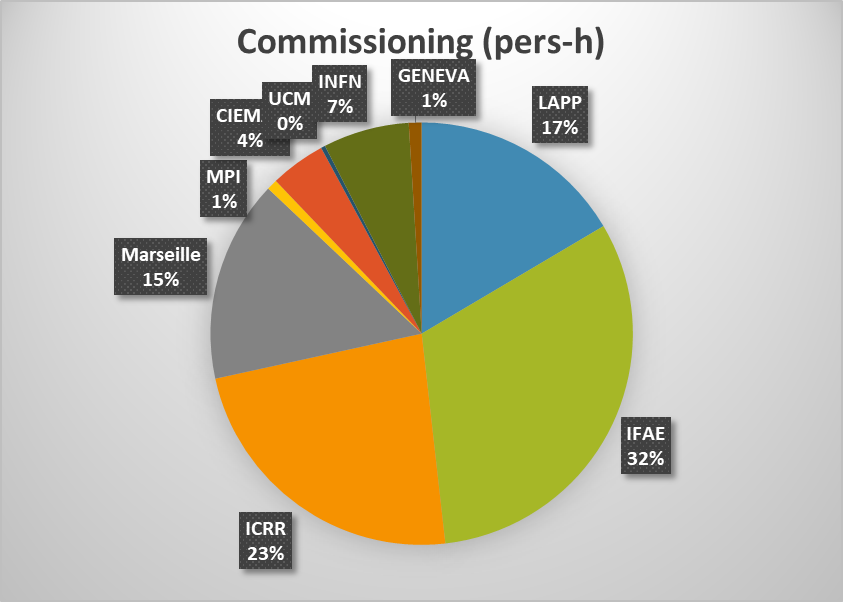 Commissioning (pers-h)
GENEVA
1%
LAPP
17%
IFAE
32%
ICRR
23%
Marseille
15%
MPI
1%
4%
UCM
0%
INFN
7%